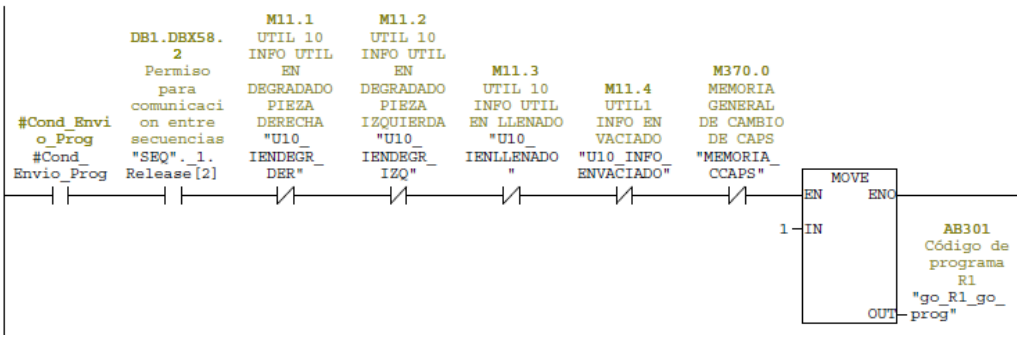 #Cond_Envi
o_Prog
#Cond_
Envio_Prog
DB1.DBX58.
2
Permiso
para
comunicaci
on entre
secuencias
"SEQ"._1.
Release[2]
M11.1
UTIL 10
INFO UTIL
EN
DEGRADADO
PIEZA
DERECHA
"U10_
IENDEGR_
DER"
M11.2
UTIL 10
INFO UTIL
EN
DEGRADADO
PIEZA
IZQUIERDA
"U10_
IENDEGR_
IZQ"
M11.3
UTIL 10
INFO UTIL
EN LLENADO
"U10_
IENLLENADO
"
M11.4
UTIL1
INFO EN
VACIADO
"U10_INFO_
ENVACIADO"
M370.0
MEMORIA
GENERAL
DE CAMBIO
DE CAPS
"MEMORIA_
CCAPS"
MOVE
EN ENO
1 IN
OUT
AB301
Código de
programa
R1
"go_R1_go_
prog"